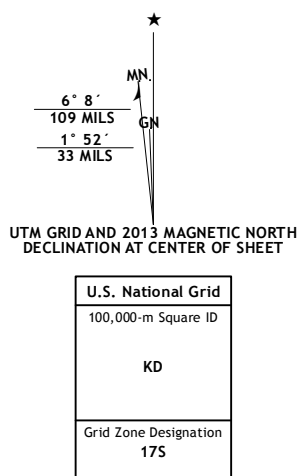 ★
MN.
6° 8´
109 MILS
GN
1° 52´
33 MILS
UTM GRID AND 2013 MAGNETIC NORTH
DECLINATION AT CENTER OF SHEET
U.S. National Grid
100,000-m Square ID
KD
Grid Zone Designation
17S